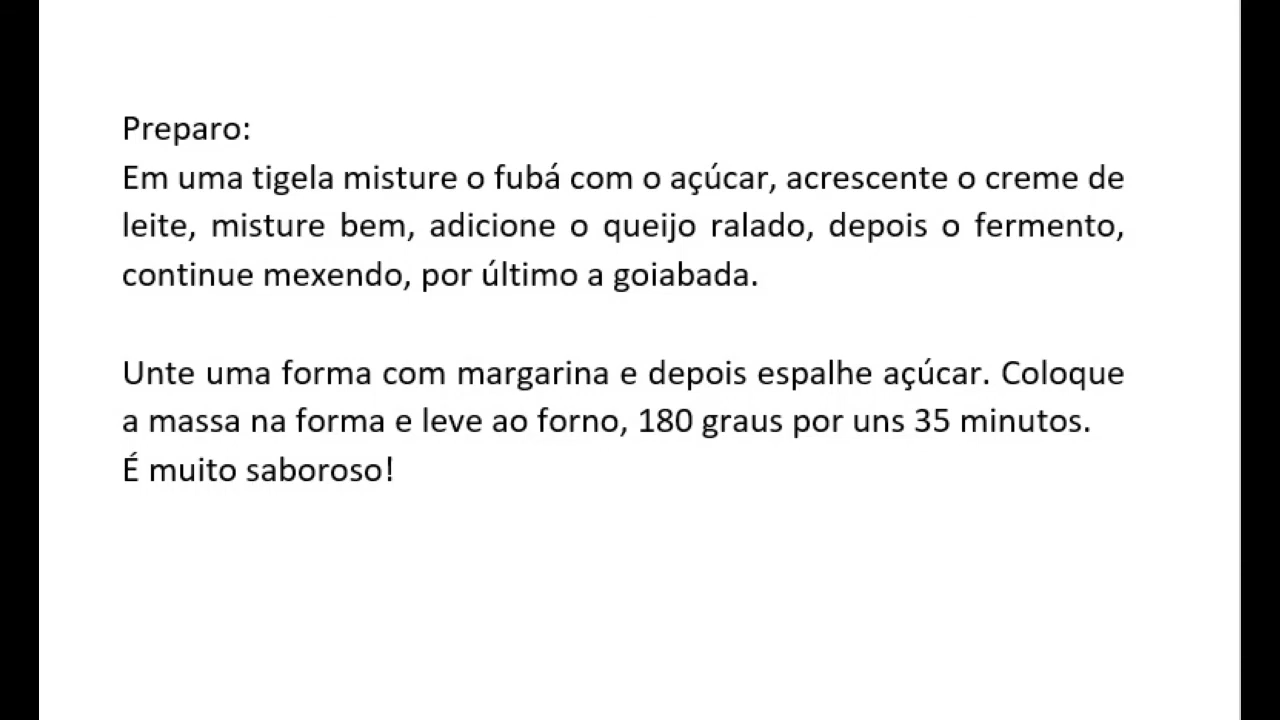 Preparo:
Em uma tigela misture o fubá com o açúcar, acrescente o creme de
leite, misture bem, adicione o queijo ralado, depois o fermento,
continue mexendo, por último a goiabada.
Unte uma forma com margarina e depois espalhe açúcar. Coloque
a massa na forma e leve ao forno, 180 graus por uns 35 minutos.
É muito saboroso!